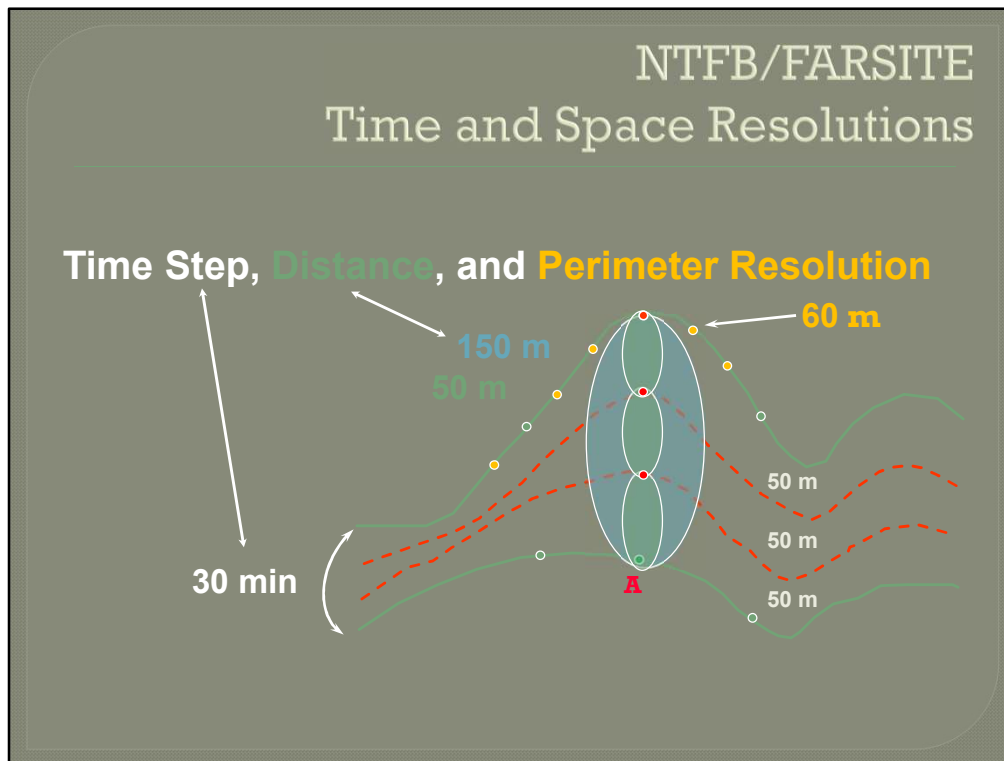 NTFB/FARSITE
Time and Space Resolutions
Time Step, Distance, and Perimeter Resolution
60 m
150 m
50 m
50 m
50 m
30 min
A
50 m